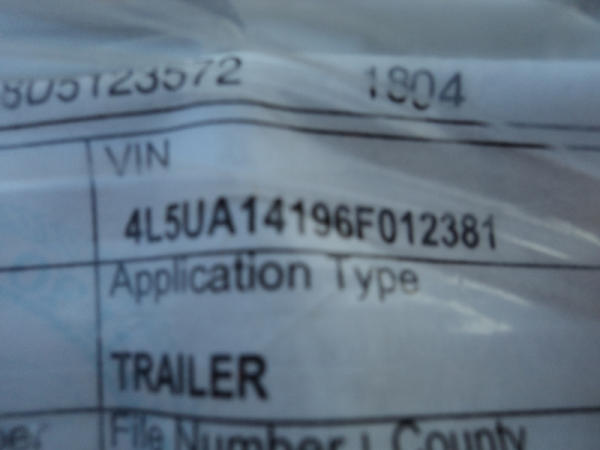 8D5123572 1804
VIN
4L5UA14196F012381
Application Type
TRAILER
File Number County